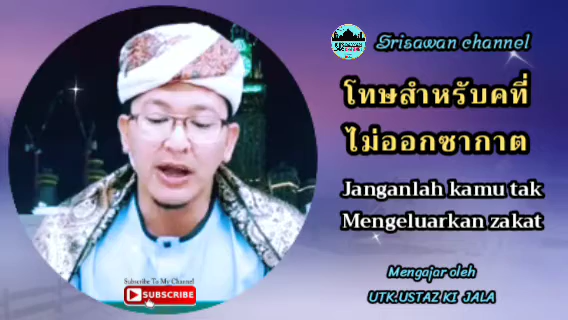 Srisawan channel
โทษสำหรับคที่
ไม่ออกซากาต
Janganlah kamu tak
Mengeluarkan zakat
Mengajar oleh
UTK.USTAZ KI JALA
Subscribe To My Channel
SUBSCRIBE